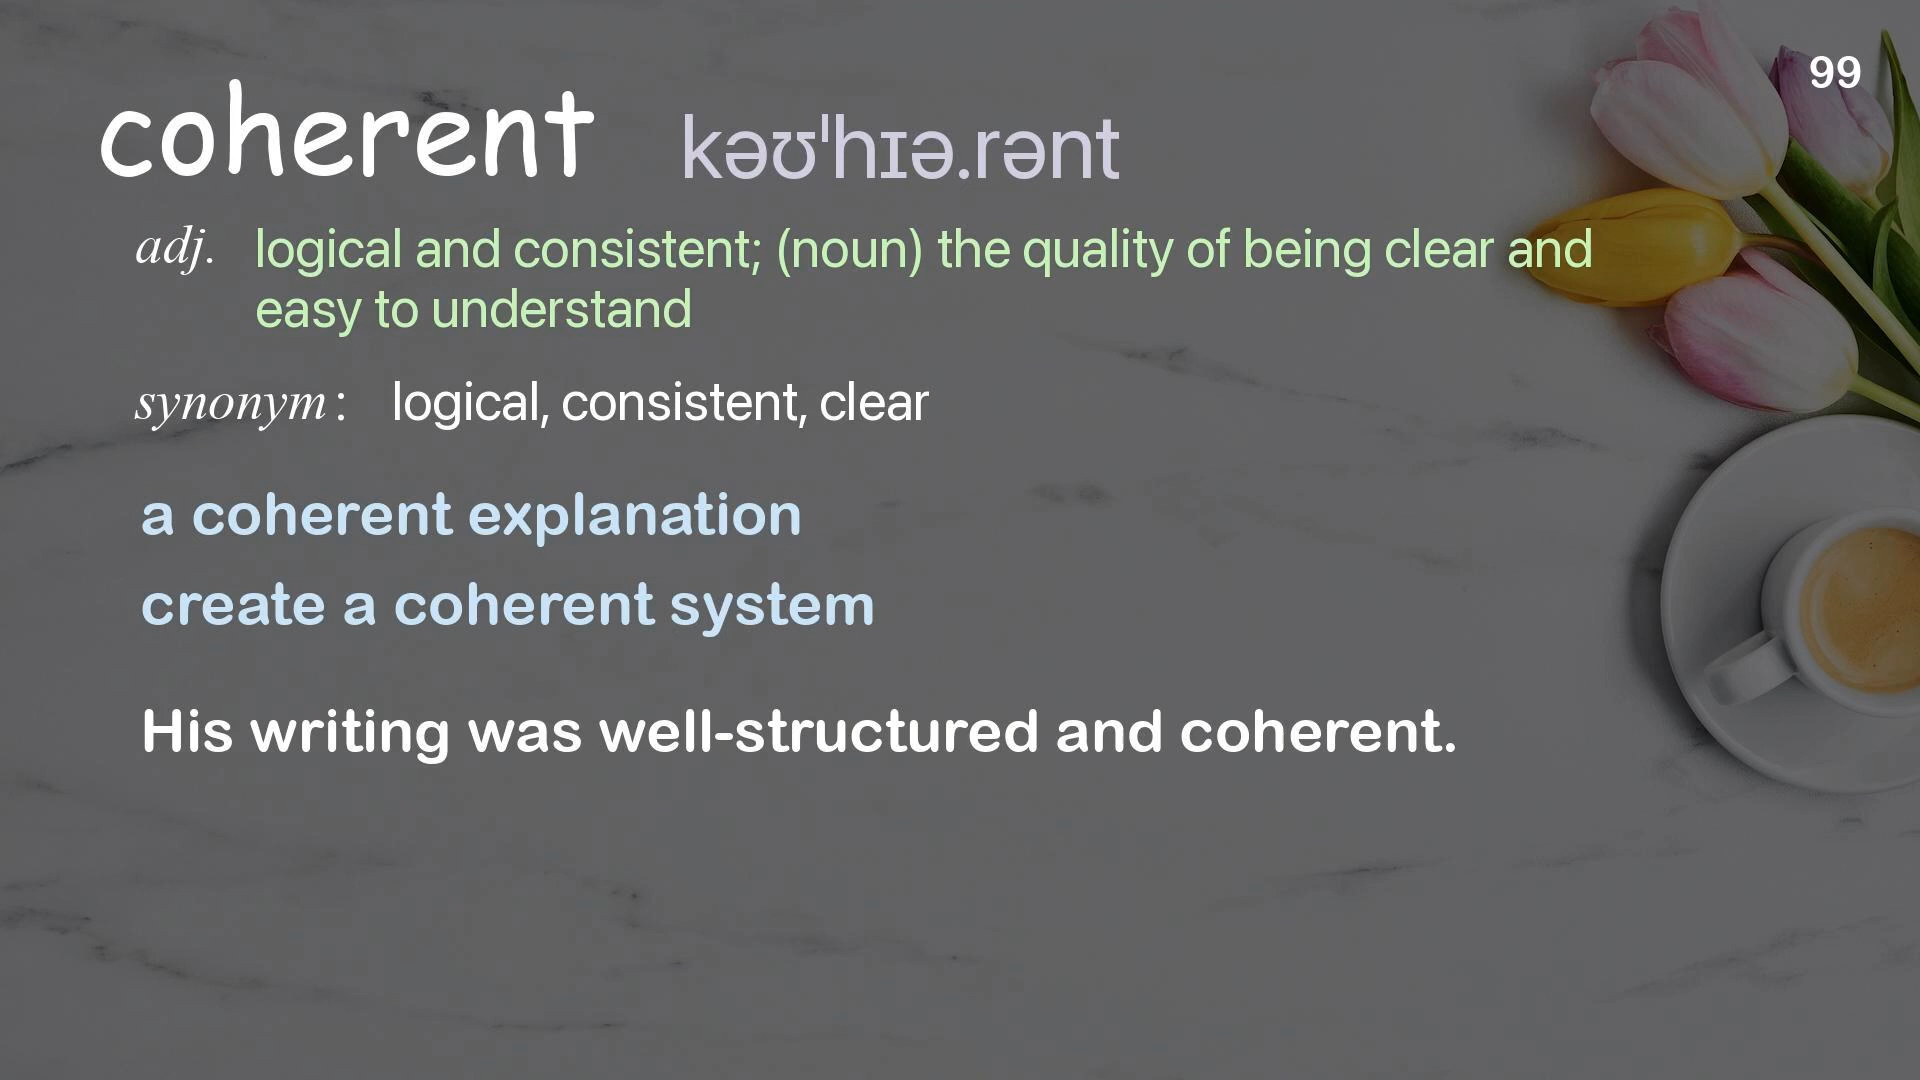 99
coherent kəʊˈhɪə.rənt
adj. logical and consistent; (noun) the quality of being clear and
easy to understand
synonym: logical, consistent, clear
a coherent explanation
create a coherent system
His writing was well-structured and coherent.